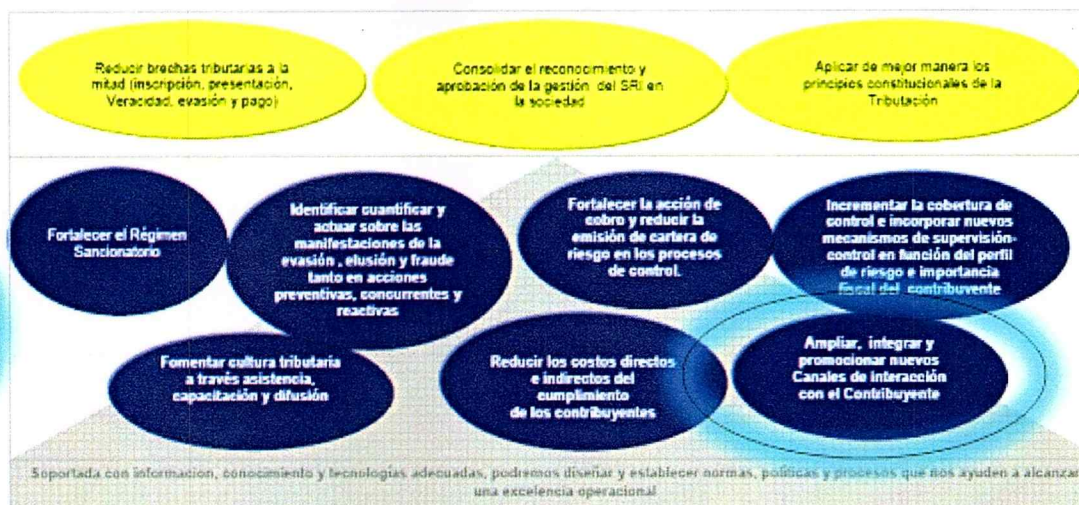 Reducir brechas tributarias a la
mitad (inscripción, presentación,
Veracidad, evasión y pago)
Consolidar el reconocimiento y
aprobación de la gestión del SRI en
la sociedad
Aplicar de mejor manera los
principios constitucionales de la
Tributación
Fortalecer el Régimen
Sancionatorio
Identificar cuantificar y
actuar sobre las
manifestaciones de la
evasión , elusión y fraude
tanto en acciones
preventivas, concurrentes y
reactivas
Fortalecer la acción de
cobro y reducir la
emisión de cartera de
riesgo en los procesos
de control.
Incrementar la cobertura de
control e incorporar nuevos
mecanismos de supervisión-
control en función del perfil
de riesgo e importancia
fiscal del contribuyente
Fomentar cultura tributaria
a través asistencia,
capacitación y difusión
Reducir los costos directos
e indirectos del
cumplimiento
de los contribuyentes
Ampliar, integrar y
promocionar nuevos
Canales de interacción
con el Contribuyente
Soportada con informacion, conocimiento y tecnologías adecuadas, podremos diseñar y establecer normas, políticas y procesos que nos ayuden a alcanzar
una excelencia operacional